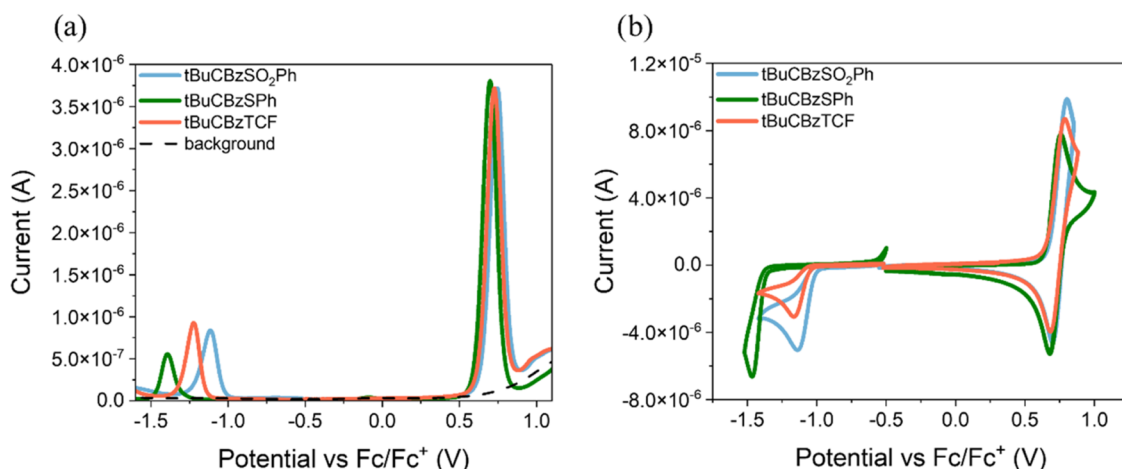 (a)
tBuCBzSO₂Ph
tBuCBzSPh
tBuCBzTCF
background
4.0×10⁻⁶
3.5×10⁻⁶
3.0×10⁻⁶
2.5×10⁻⁶
2.0×10⁻⁶
1.5×10⁻⁶
1.0×10⁻⁶
5.0×10⁻⁷
0.0
Current (A)
-1.5 -1.0 -0.5 0.0 0.5 1.0
Potential vs Fc/Fc⁺ (V)
(b)
tBuCBzSO₂Ph
tBuCBzSPh
tBuCBzTCF
1.2×10⁻⁵
8.0×10⁻⁶
4.0×10⁻⁶
0.0
-4.0×10⁻⁶
-8.0×10⁻⁶
Current (A)
-1.5 -1.0 -0.5 0.0 0.5 1.0
Potential vs Fc/Fc⁺ (V)